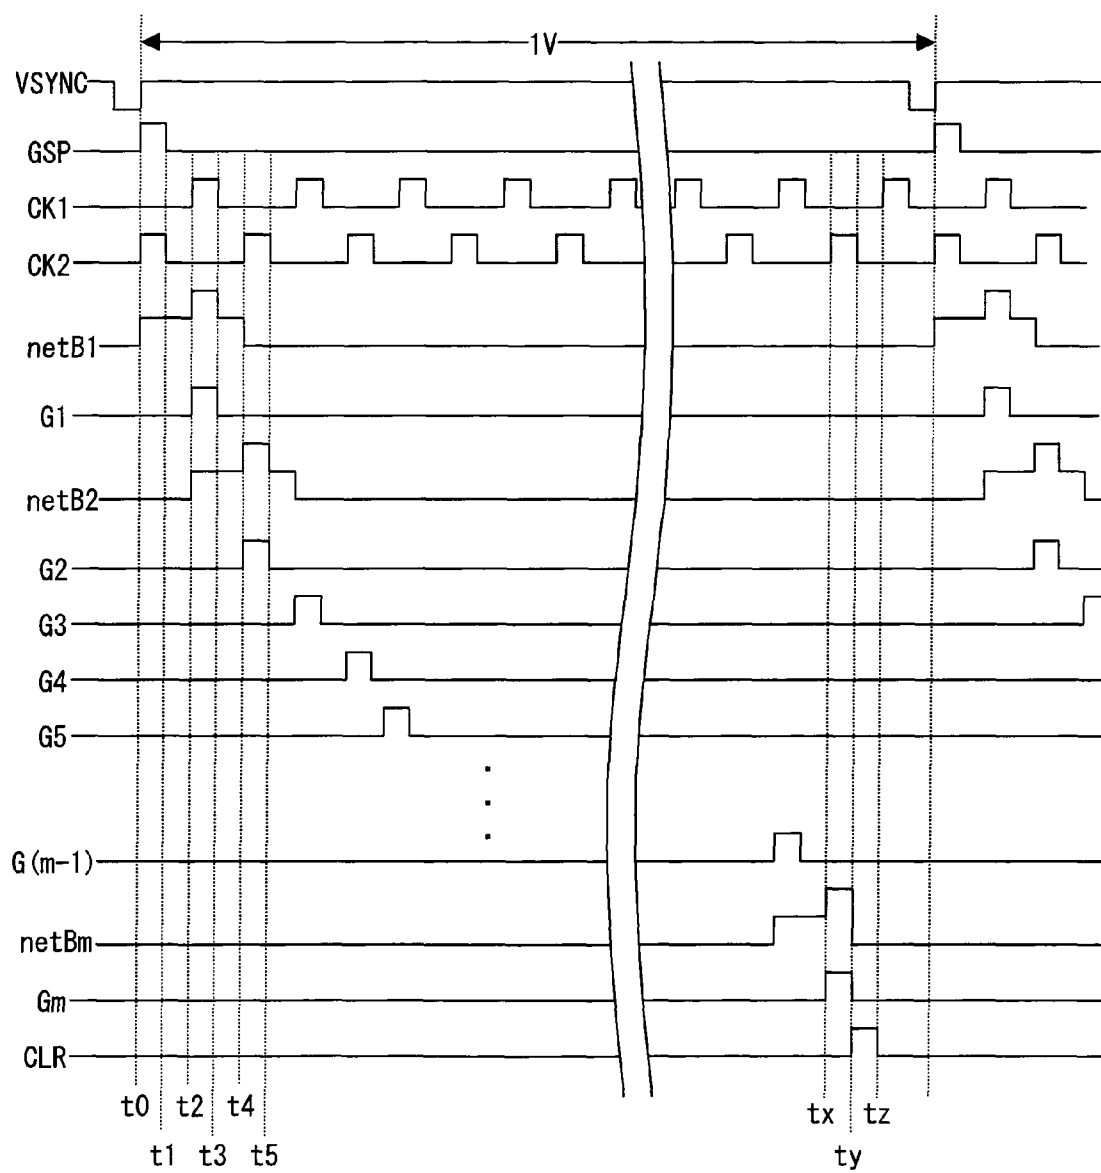 1V
VSYNC
GSP
CK1
CK2
netB1
G1
netB2
G2
G3
G4
G5
G(m-1)
netBm
Gm
CLR
t0 t2 t4 tx tz
t1 t3 t5 ty